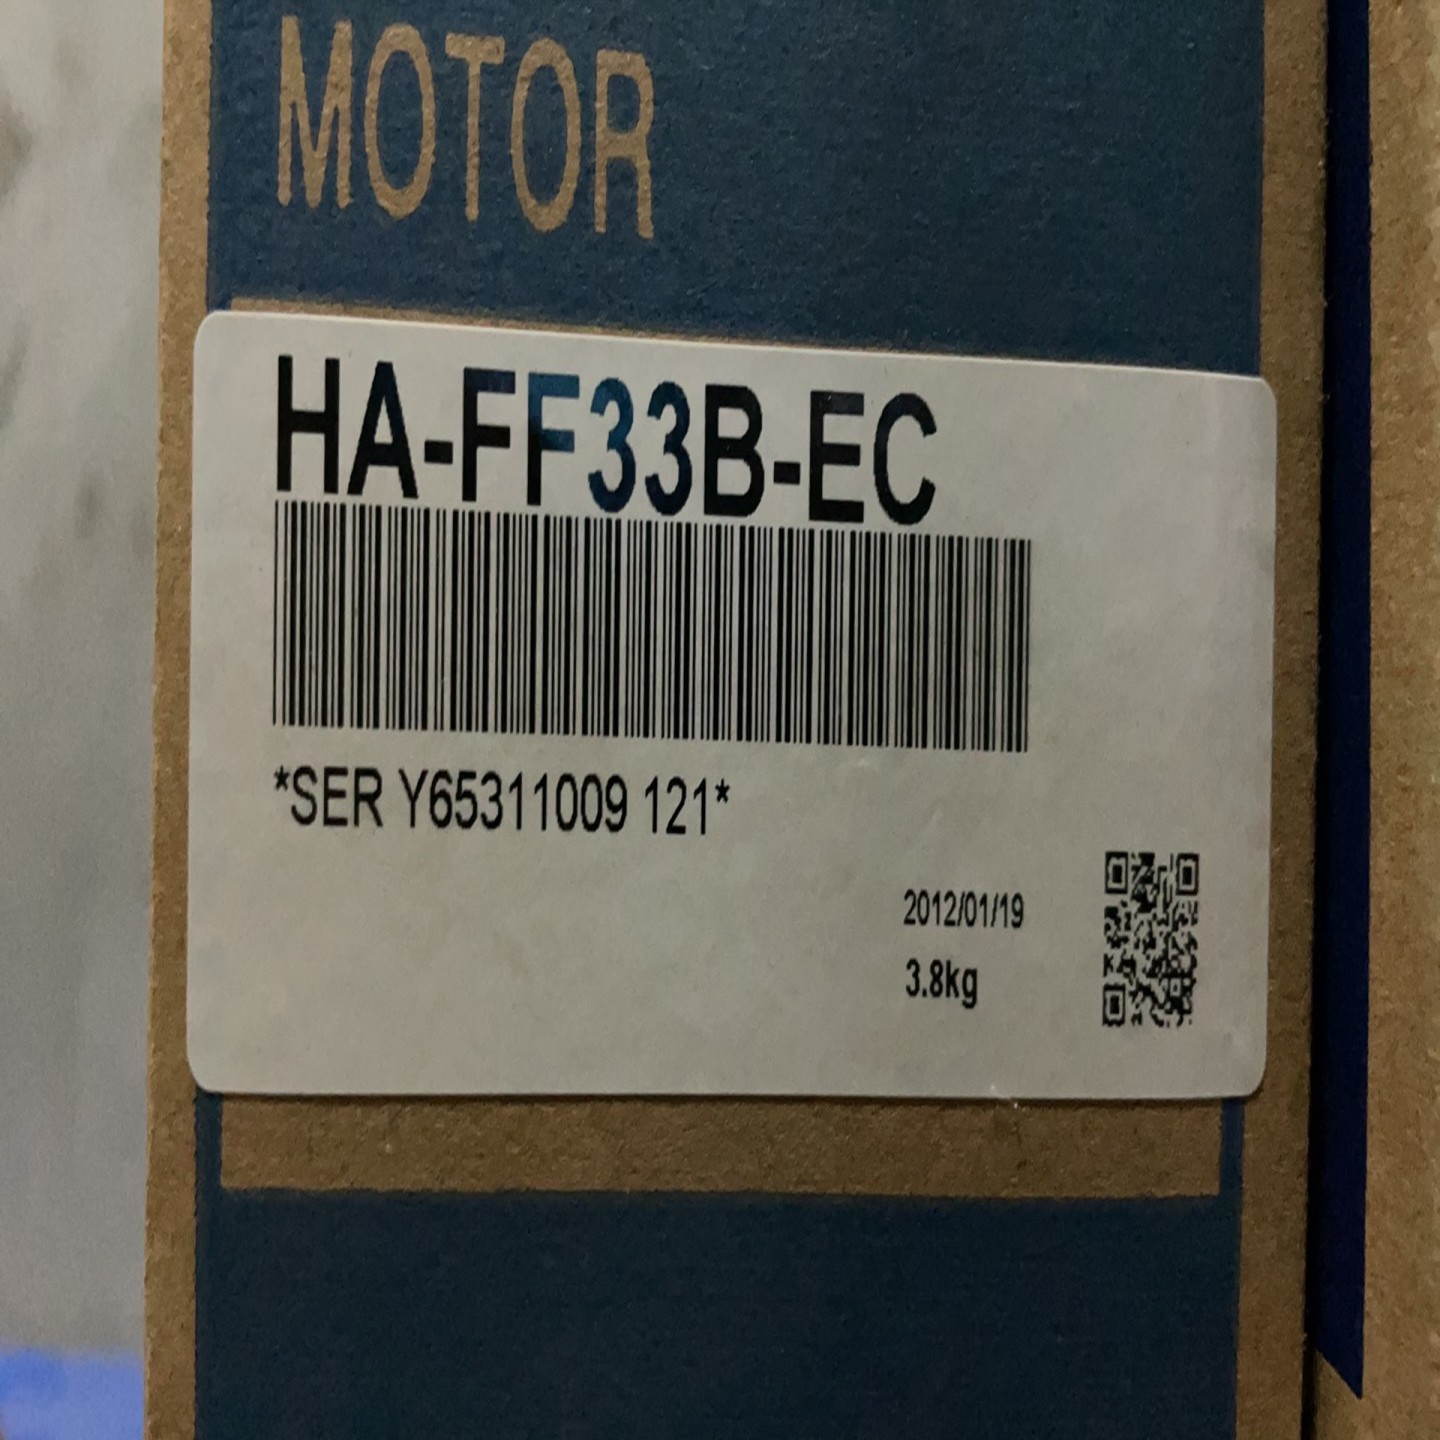 MOTOR
HA-FF33B-EC
*SER Y65311009 121*
2012/01/19
3.8kg